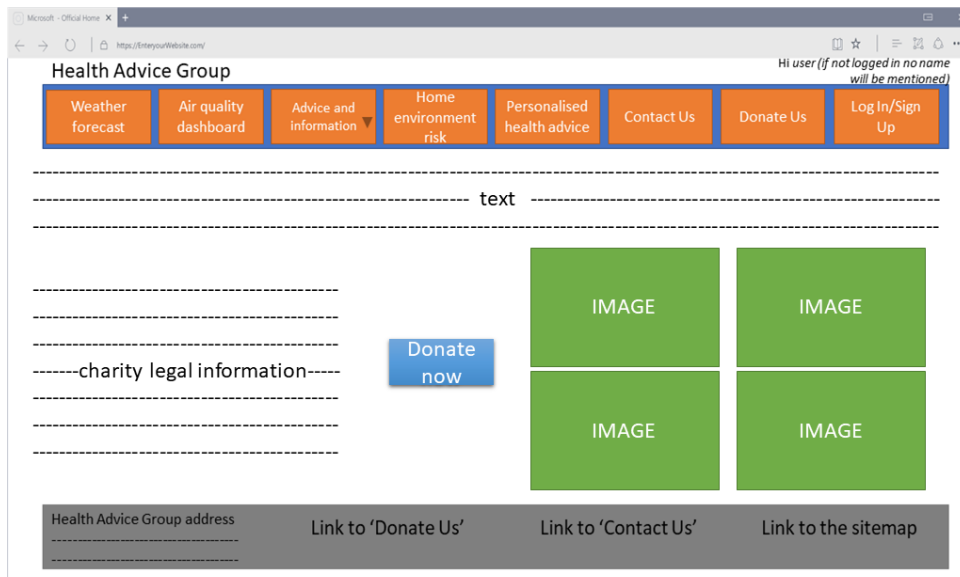 Microsoft - Official Home
https://EnteryourWebsite.com/
Health Advice Group
Hi user (if not logged in no name
will be mentioned)
Weather
forecast
Air quality
dashboard
Advice and
information
Home
environment
risk
Personalised
health advice
Contact Us
Donate Us
Log In/Sign
Up
text
charity legal information
Donate
now
IMAGE
IMAGE
IMAGE
IMAGE
Health Advice Group address
Link to ‘Donate Us’
Link to ‘Contact Us’
Link to the sitemap